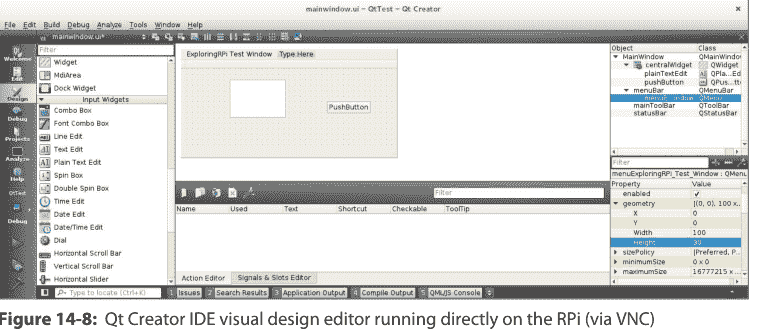 mainwindow.ui - QtTest - Qt Creator
File Edit Build Debug Analyze Tools Window Help
mainwindow.ui*
Welcome
Edit
Design
Debug
Projects
Analyze
Help
QtTest
Debug
Filter
Widget
MdiArea
Dock Widget
Input Widgets
Combo Box
Font Combo Box
Line Edit
Text Edit
Plain Text Edit
Spin Box
Double Spin Box
Time Edit
Date Edit
Date/Time Edit
Dial
Horizontal Scroll Bar
Vertical Scroll Bar
Horizontal Slider
ExploringRPi Test Window Type Here
PushButton
Filter
Name Used Text Shortcut Checkable ToolTip
Action Editor Signals & Slots Editor
Object Class
MainWindow QMainWindow
centralWidget QWidget
plainTextEdit QPla...Ed
pushButton QPus...tt
menuBar QMenuBar
QMenu
mainToolBar QToolBar
statusBar QStatusBar
Filter
menuExploringRPi_Test_Window : QMenu
Property Value
enabled ✓
geometry [(0, 0), 100 x...
X 0
Y 0
Width 100
Height 30
sizePolicy [Preferred, P...
minimumSize 0 x 0
maximumSize 16777215 x ...
Type to locate (Ctrl+K) 1 Issues 2 Search Results 3 Application Output 4 Compile Output 5 QMLJS Console
Figure 14-8: Qt Creator IDE visual design editor running directly on the RPi (via VNC)